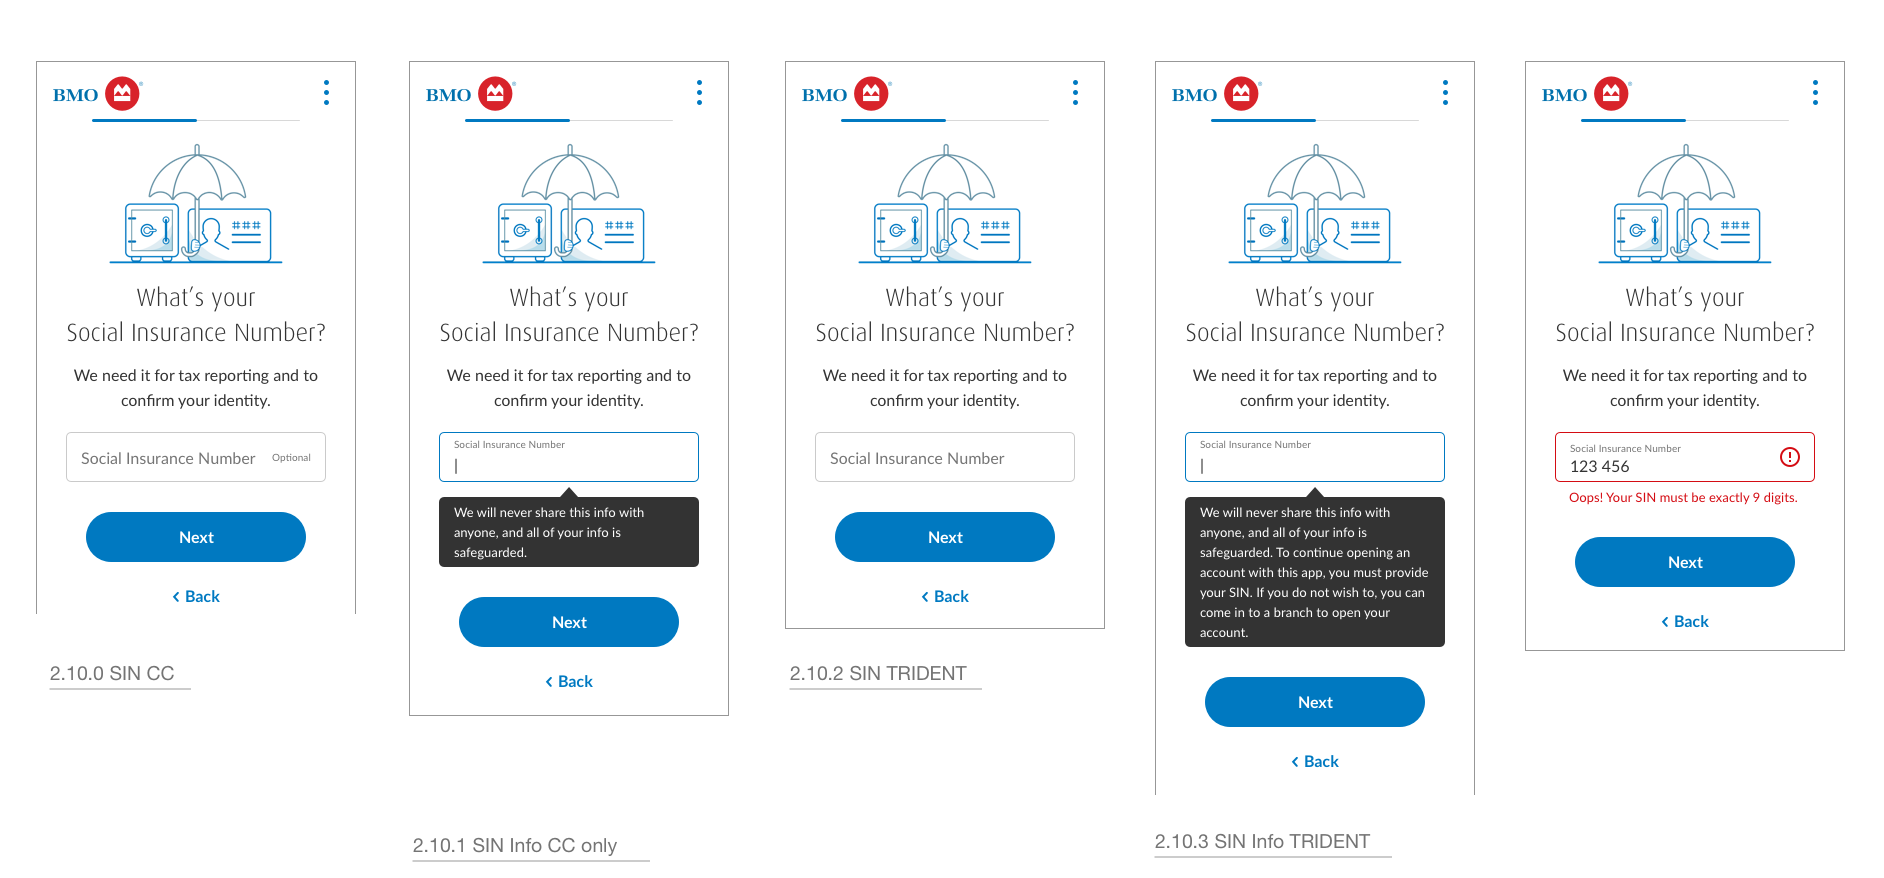 BMO
What's your
Social Insurance Number?
We need it for tax reporting and to
confirm your identity.
Social Insurance Number Optional
Next
Back
2.10.0 SIN CC
BMO
What's your
Social Insurance Number?
We need it for tax reporting and to
confirm your identity.
Social Insurance Number
We will never share this info with
anyone, and all of your info is
safeguarded.
Next
Back
2.10.1 SIN Info CC only
BMO
What's your
Social Insurance Number?
We need it for tax reporting and to
confirm your identity.
Social Insurance Number
Next
Back
2.10.2 SIN TRIDENT
BMO
What's your
Social Insurance Number?
We need it for tax reporting and to
confirm your identity.
Social Insurance Number
We will never share this info with
anyone, and all of your info is
safeguarded. To continue opening an
account with this app, you must provide
your SIN. If you do not wish to, you can
come in to a branch to open your
account.
Next
Back
2.10.3 SIN Info TRIDENT
BMO
What's your
Social Insurance Number?
We need it for tax reporting and to
confirm your identity.
Social Insurance Number
123 456
Oops! Your SIN must be exactly 9 digits.
Next
Back